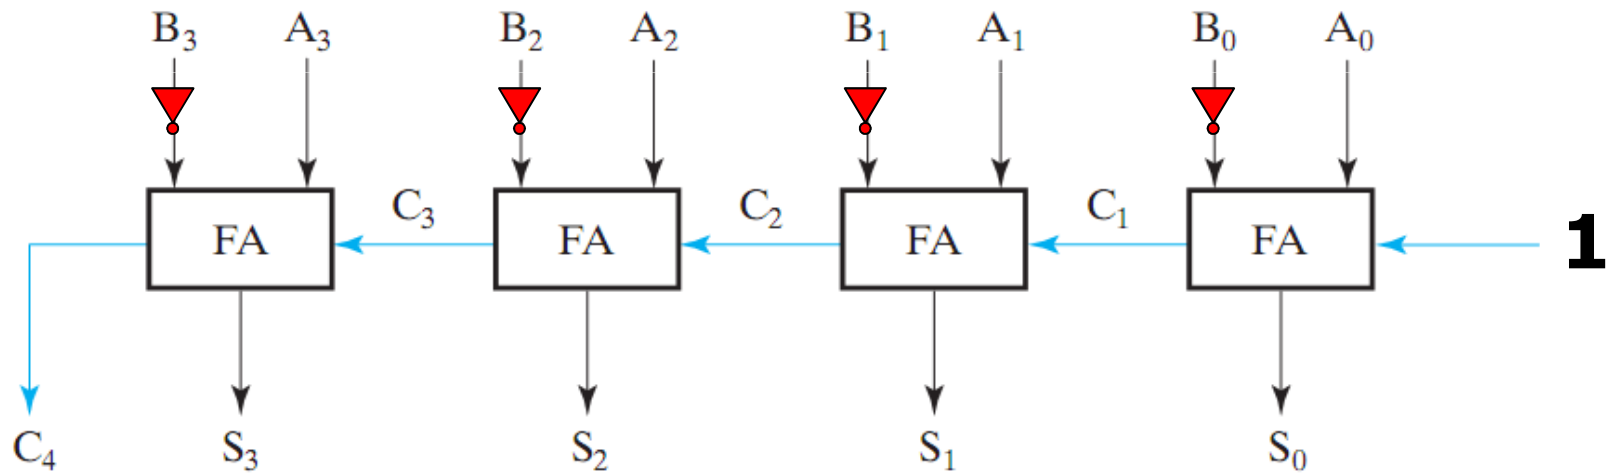 B₃ A₃ B₂ A₂ B₁ A₁ B₀ A₀
FA C₃ FA C₂ FA C₁ FA 1
C₄ S₃ S₂ S₁ S₀